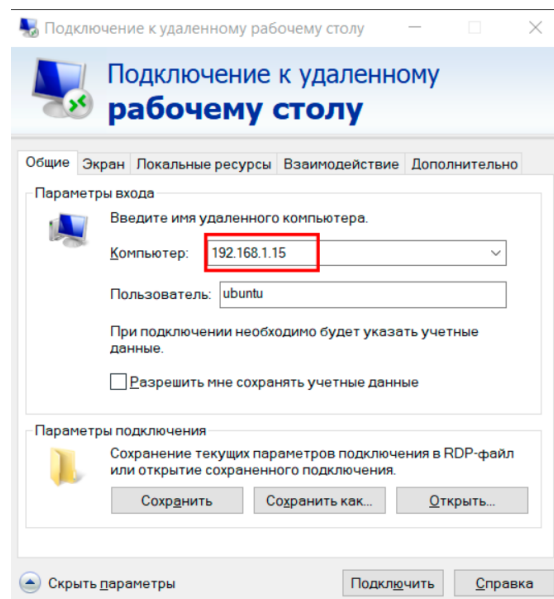 Подключение к удаленному рабочему столу
Подключение к удаленному
рабочему столу
Общие Экран Локальные ресурсы Взаимодействие Дополнительно
Параметры входа
Введите имя удаленного компьютера.
Компьютер: 192.168.1.15
Пользователь: ubuntu
При подключении необходимо будет указать учетные
данные.
Разрешить мне сохранять учетные данные
Параметры подключения
Сохранение текущих параметров подключения в RDP-файл
или открытие сохраненного подключения.
Сохранить Сохранить как... Открыть...
Скрыть параметры Подключить Справка